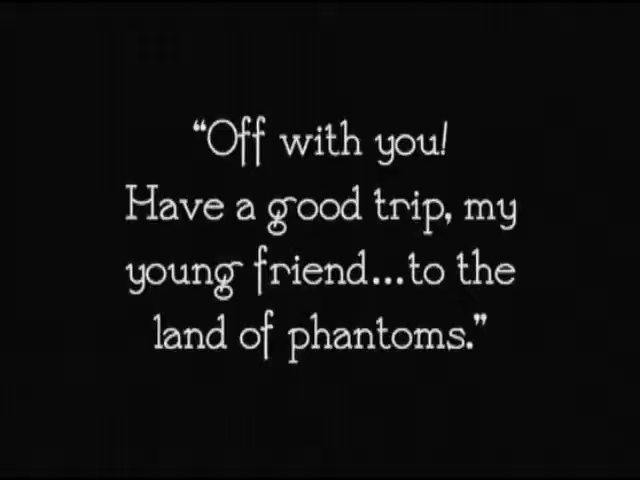 “Off with you!
Have a good trip, my
young friend...to the
land of phantoms.”